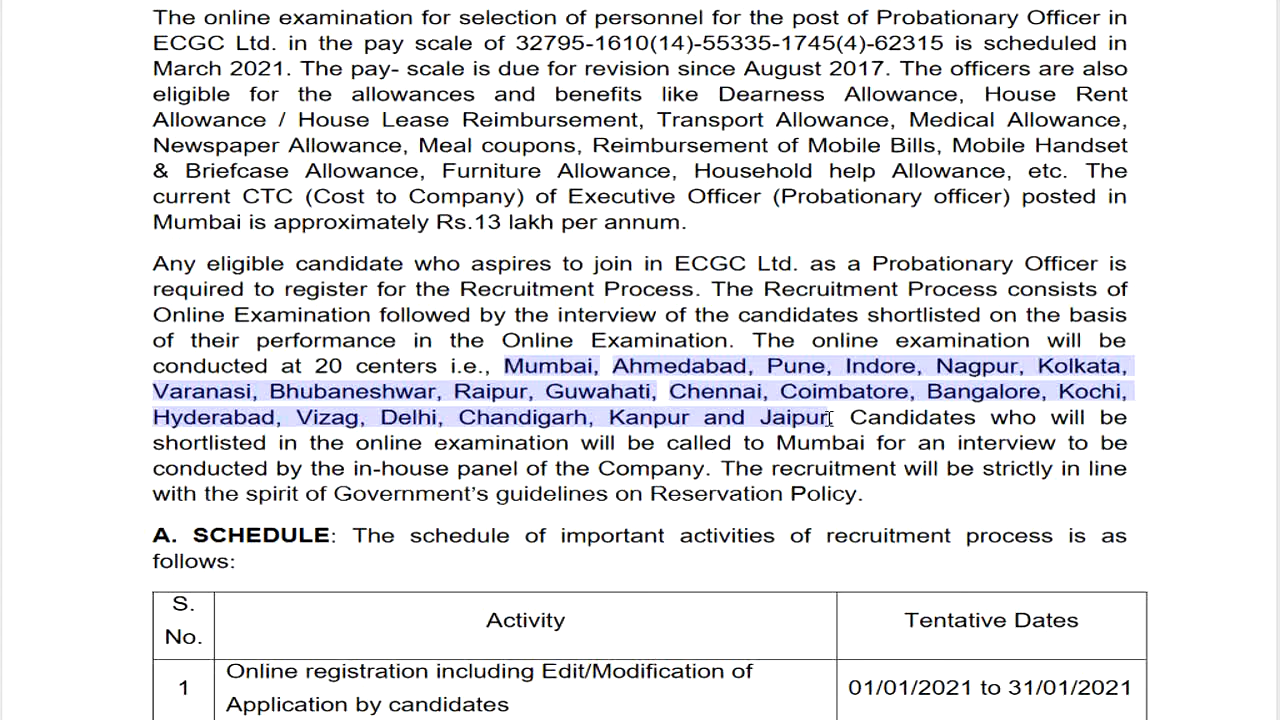 The online examination for selection of personnel for the post of Probationary Officer in
ECGC Ltd. in the pay scale of 32795-1610(14)-55335-1745(4)-62315 is scheduled in
March 2021. The pay- scale is due for revision since August 2017. The officers are also
eligible for the allowances and benefits like Dearness Allowance, House Rent
Allowance / House Lease Reimbursement, Transport Allowance, Medical Allowance,
Newspaper Allowance, Meal coupons, Reimbursement of Mobile Bills, Mobile Handset
& Briefcase Allowance, Furniture Allowance, Household help Allowance, etc. The
current CTC (Cost to Company) of Executive Officer (Probationary officer) posted in
Mumbai is approximately Rs.13 lakh per annum.
Any eligible candidate who aspires to join in ECGC Ltd. as a Probationary Officer is
required to register for the Recruitment Process. The Recruitment Process consists of
Online Examination followed by the interview of the candidates shortlisted on the basis
of their performance in the Online Examination. The online examination will be
conducted at 20 centers i.e., Mumbai, Ahmedabad, Pune, Indore, Nagpur, Kolkata,
Varanasi, Bhubaneshwar, Raipur, Guwahati, Chennai, Coimbatore, Bangalore, Kochi,
Hyderabad, Vizag, Delhi, Chandigarh, Kanpur and Jaipur. Candidates who will be
shortlisted in the online examination will be called to Mumbai for an interview to be
conducted by the in-house panel of the Company. The recruitment will be strictly in line
with the spirit of Government's guidelines on Reservation Policy.
A. SCHEDULE: The schedule of important activities of recruitment process is as
follows:
S. No. Activity Tentative Dates
1 Online registration including Edit/Modification of 01/01/2021 to 31/01/2021
Application by candidates